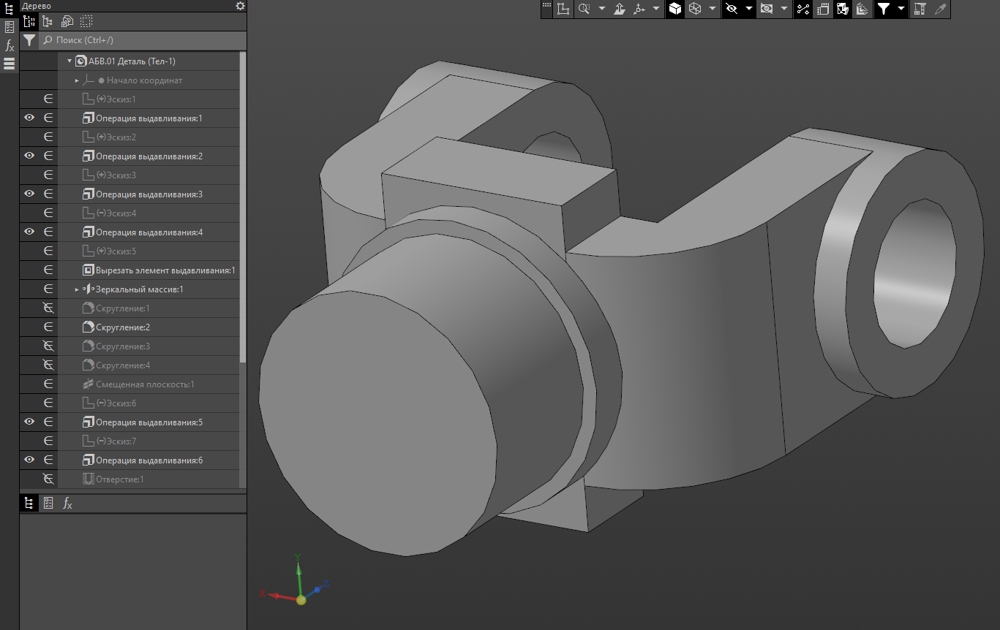 Дерево
Поиск (Ctrl+/)
АБВ.01 Деталь (Тел-1)
Начало координат
(+)Эскиз:1
Операция выдавливания:1
(+)Эскиз:2
Операция выдавливания:2
(+)Эскиз:3
Операция выдавливания:3
(-)Эскиз:4
Операция выдавливания:4
(+)Эскиз:5
Вырезать элемент выдавливания:1
Зеркальный массив:1
Скругление:1
Скругление:2
Скругление:3
Скругление:4
Смещенная плоскость:1
(-)Эскиз:6
Операция выдавливания:5
(-)Эскиз:7
Операция выдавливания:6
Отверстие:1
Y
Z
X